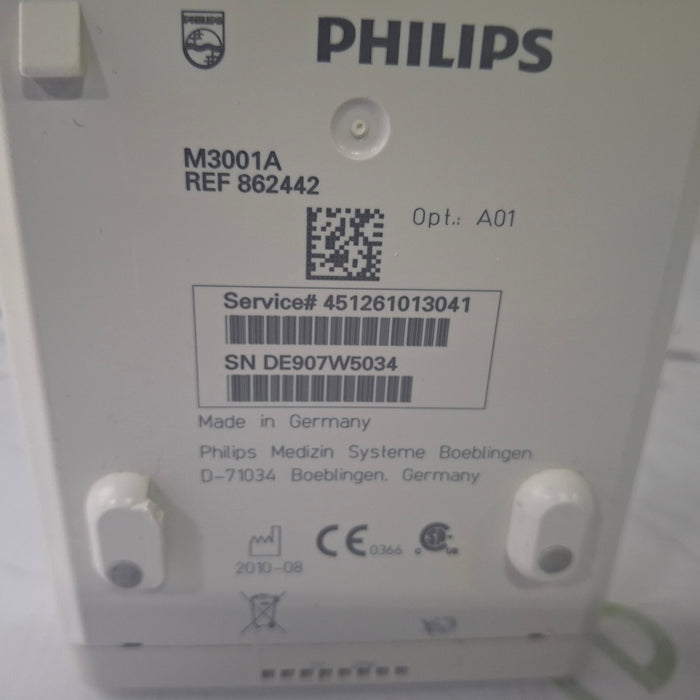 PHILIPS
PHILIPS
M3001A
REF 862442
Opt.: A01
Service# 451261013041
SN DE907W5034
Made in Germany
Philips Medizin Systeme Boeblingen
D-71034 Boeblingen. Germany
CE 0366
2010-08